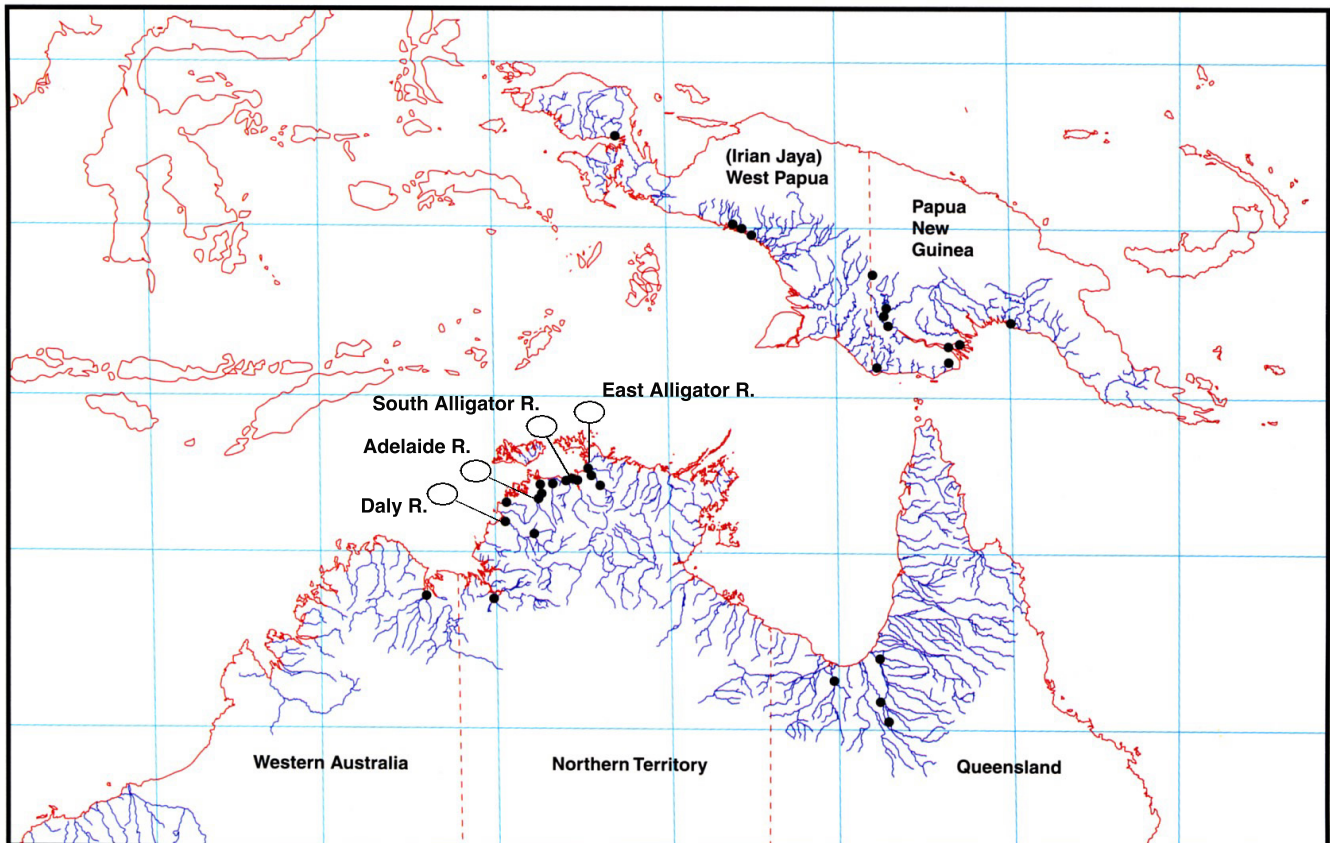 (Irian Jaya)
West Papua
Papua
New
Guinea
East Alligator R.
South Alligator R.
Adelaide R.
Daly R.
Western Australia
Northern Territory
Queensland